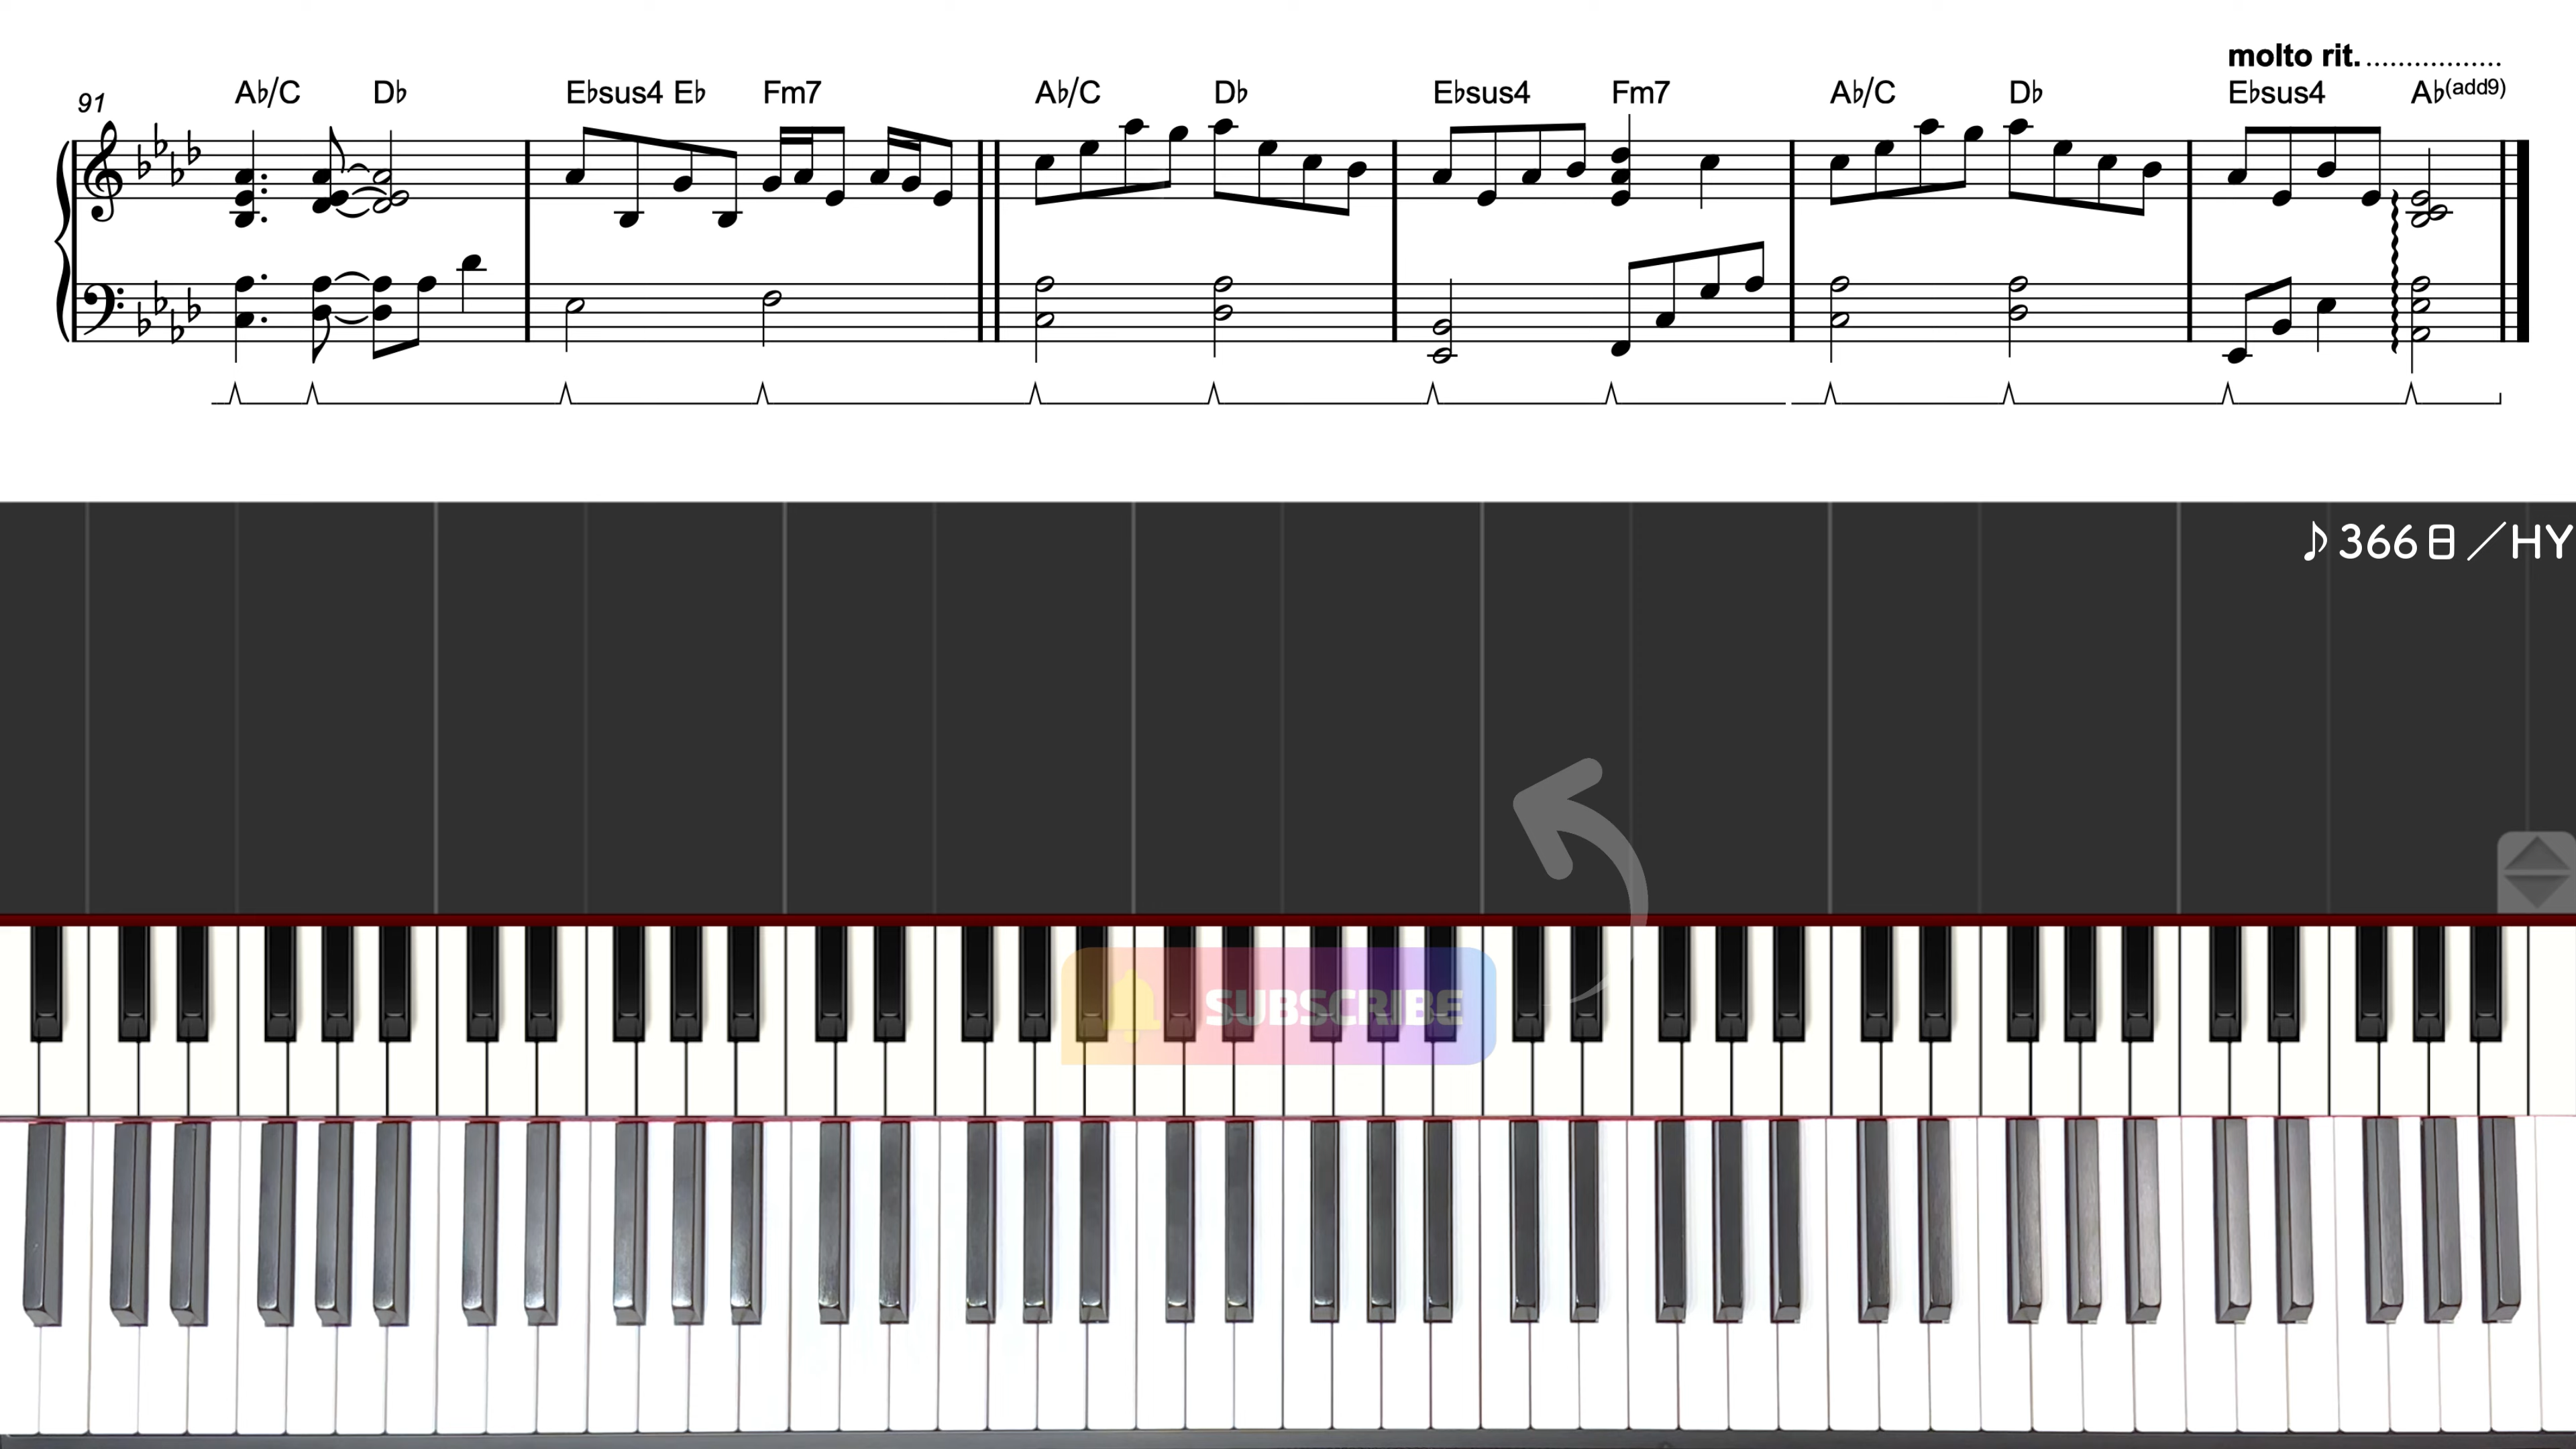 molto rit.
91 A♭/C D♭ E♭sus4 E♭ Fm7 A♭/C D♭ E♭sus4 Fm7 A♭/C D♭ E♭sus4 A♭(add9)
♪366日／HY
SUBSCRIBE